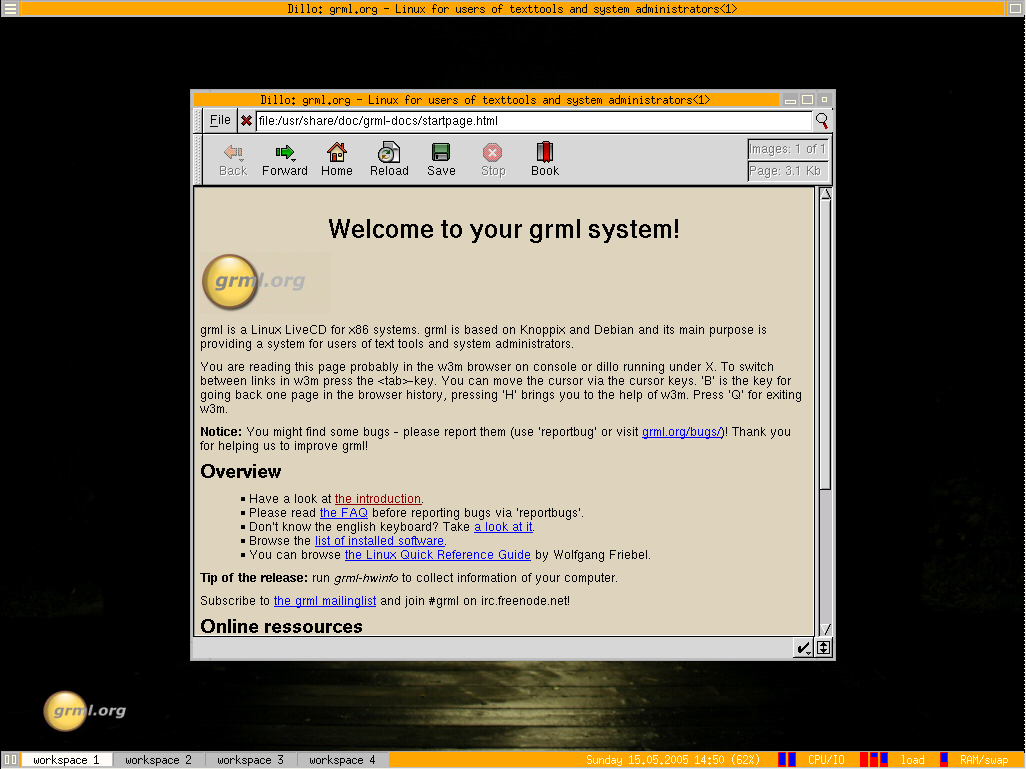 Dillo: grml.org - Linux for users of texttools and system administrators<1>
Dillo: grml.org - Linux for users of texttools and system administrators<1>
File file:/usr/share/doc/grml-docs/startpage.html
Back Forward Home Reload Save Stop Book
Images: 1 of 1
Page: 3.1 Kb
Welcome to your grml system!
grml.org
grml is a Linux LiveCD for x86 systems. grml is based on Knoppix and Debian and its main purpose is
providing a system for users of text tools and system administrators.
You are reading this page probably in the w3m browser on console or dillo running under X. To switch
between links in w3m press the <tab>-key. You can move the cursor via the cursor keys. 'B' is the key for
going back one page in the browser history, pressing 'H' brings you to the help of w3m. Press 'Q' for exiting
w3m.
Notice: You might find some bugs - please report them (use 'reportbug' or visit grml.org/bugs/)! Thank you
for helping us to improve grml!
Overview
▪ Have a look at the introduction.
▪ Please read the FAQ before reporting bugs via 'reportbugs'.
▪ Don't know the english keyboard? Take a look at it.
▪ Browse the list of installed software.
▪ You can browse the Linux Quick Reference Guide by Wolfgang Friebel.
Tip of the release: run grml-hwinfo to collect information of your computer.
Subscribe to the grml mailinglist and join #grml on irc.freenode.net!
Online ressources
grml.org
workspace 1 workspace 2 workspace 3 workspace 4 Sunday 15.05.2005 14:50 (62%) CPU/IO load RAM/swap